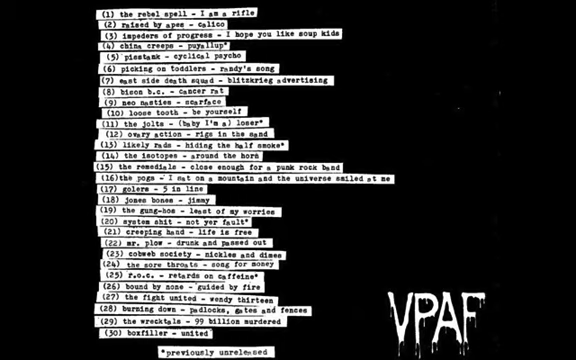 (1) the rebel spell - I am a rifle
(2) raised by apes - calico
(3) impeders of progress - I hope you like soup kids
(4) china creeps - puyallup*
(5) pisstank - cyclical psycho
(6) picking on toddlers - randy's song
(7) east side death squad - blitzkrieg advertising
(8) bison b.c. - cancer rat
(9) neo nasties - scarface
(10) loose tooth - be yourself
(11) the jolts - (baby I'm a) loser*
(12) ovary action - rigs in the sand
(13) likely rads - hiding the half smoke*
(14) the isotopes - around the horn
(15) the remedials - close enough for a punk rock band
(16)the pogs - I sat on a mountain and the universe smiled at me
(17) golers - 5 in line
(18) jones bones - jimmy
(19) the gung-hos - least of my worries
(20) system shit - not yer fault*
(21) creeping hand - life is free
(22) mr. plow - drunk and passed out
(23) cobweb society - nickles and dimes
(24) the sore throats - song for money
(25) r.o.c. - retards on caffeine*
(26) bound by none - guided by fire
(27) the fight united - wendy thirteen
(28) burning down - padlocks, gates and fences
(29) the wrecktals - 99 billion murdered
(30) boxfiller - united
*previously unreleased
VPAF